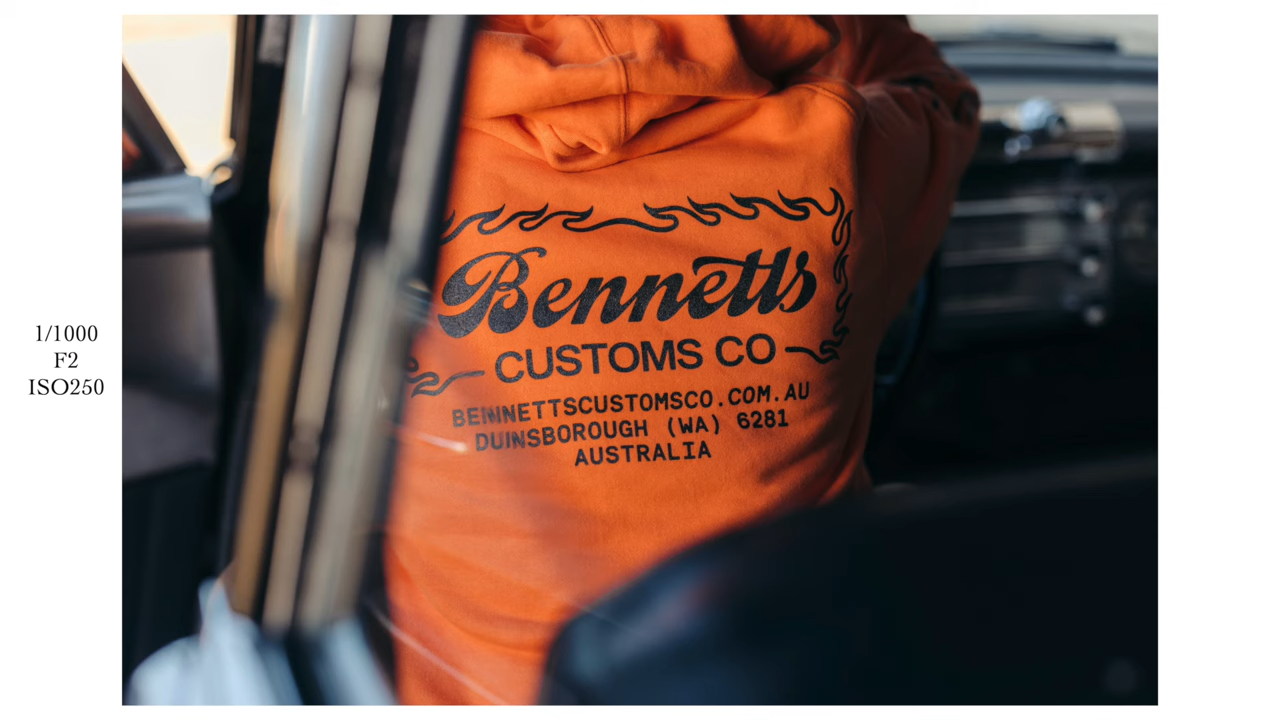 1/1000
F2
ISO250
Bennetts
CUSTOMS CO
BENNETTSCUSTOMSCO.COM.AU
DUINSBOROUGH (WA) 6281
AUSTRALIA